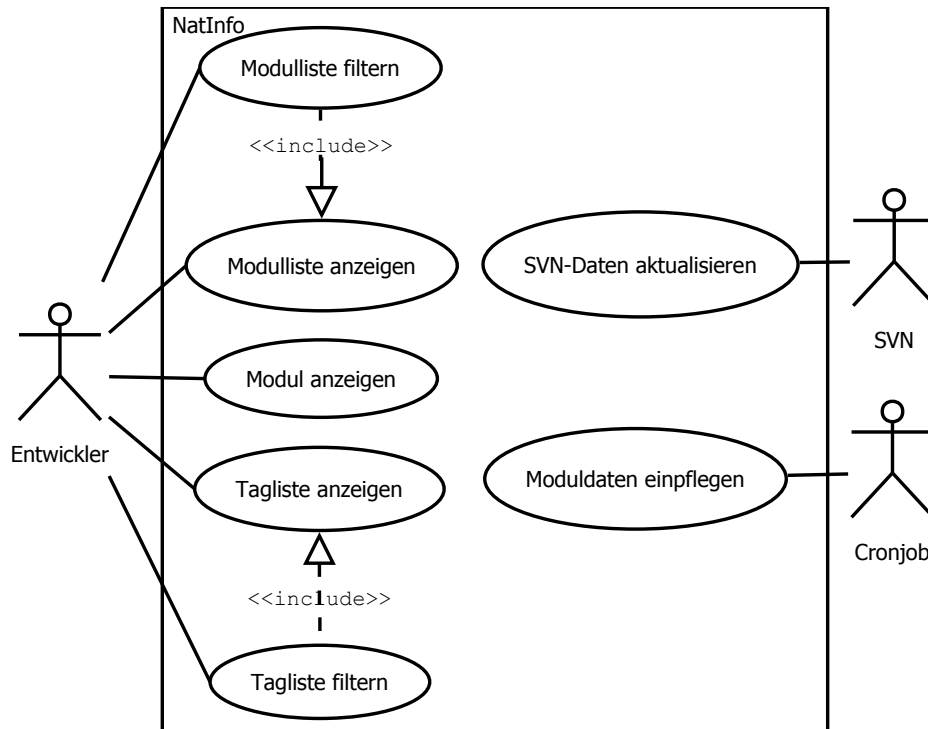 NatInfo
Modulliste filtern
<<include>>
Modulliste anzeigen
SVN-Daten aktualisieren
SVN
Modul anzeigen
Entwickler
Tagliste anzeigen
Moduldaten einpflegen
Cronjob
<<include>>
Tagliste filtern